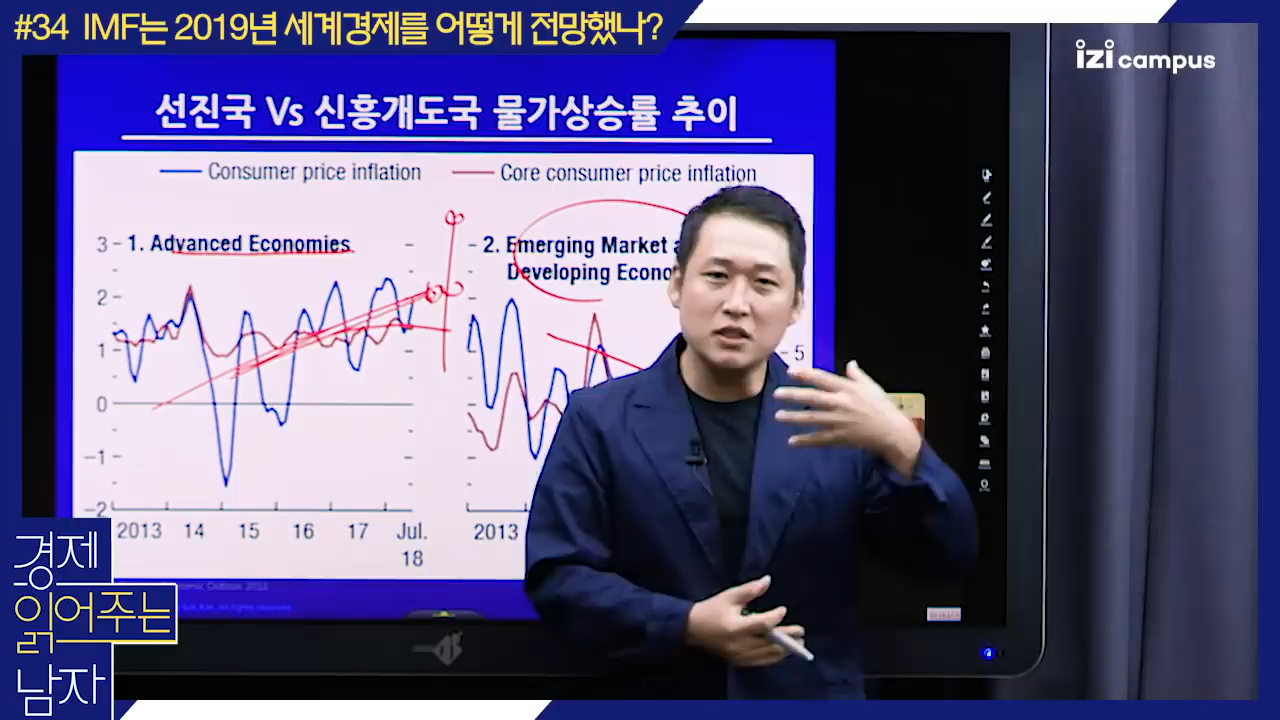 #34 IMF는 2019년 세계경제를 어떻게 전망했나?
izi campus
선진국 Vs 신흥개도국 물가상승률 추이
Consumer price inflation
Core consumer price inflation
1. Advanced Economies
3
2
1
0
-1
-2
2013 14 15 16 17 Jul.
18
2. Emerging Market
Developing
5
2013
Outlook
경제
읽어주는
남자